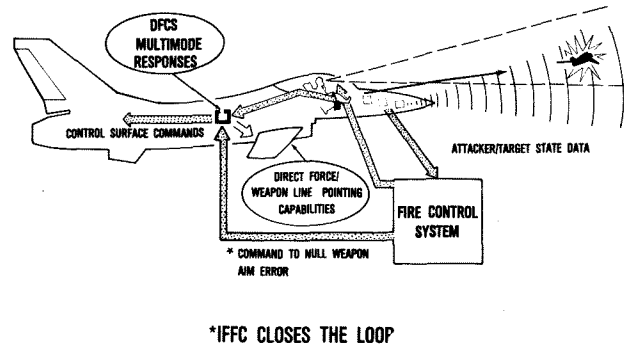 DFCS
MULTIMODE
RESPONSES
CONTROL SURFACE COMMANDS
ATTACKER/TARGET STATE DATA
DIRECT FORCE/
WEAPON LINE POINTING
CAPABILITIES
FIRE CONTROL
SYSTEM
* COMMAND TO NULL WEAPON
AIM ERROR
*IFFC CLOSES THE LOOP